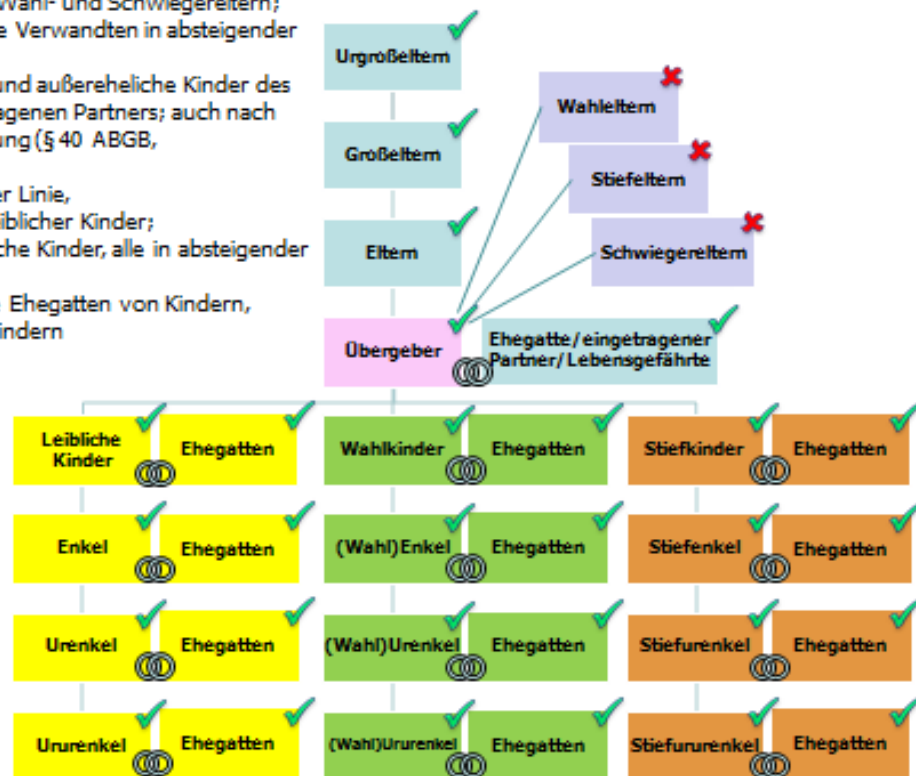 Wahl- und Schwiegereltern;
e Verwandten in absteigender
und außereheliche Kinder des
agenen Partners; auch nach
ung (§ 40 ABGB,
er Linie,
iblicher Kinder;
che Kinder, alle in absteigender
Ehegatten von Kindern,
indern
Urgroßeltern
Wahleltern
Großeltern
Stiefeltern
Eltern
Schwiegereltern
Übergeber
Ehegatte/eingetragener
Partner/Lebensgefährte
Leibliche
Kinder
Ehegatten
Wahlkinder
Ehegatten
Stiefkinder
Ehegatten
Enkel
Ehegatten
(Wahl)Enkel
Ehegatten
Stiefenkel
Ehegatten
Urenkel
Ehegatten
(Wahl)Urenkel
Ehegatten
Stiefurenkel
Ehegatten
Ururenkel
Ehegatten
(Wahl)Ururenkel
Ehegatten
Stiefururenkel
Ehegatten